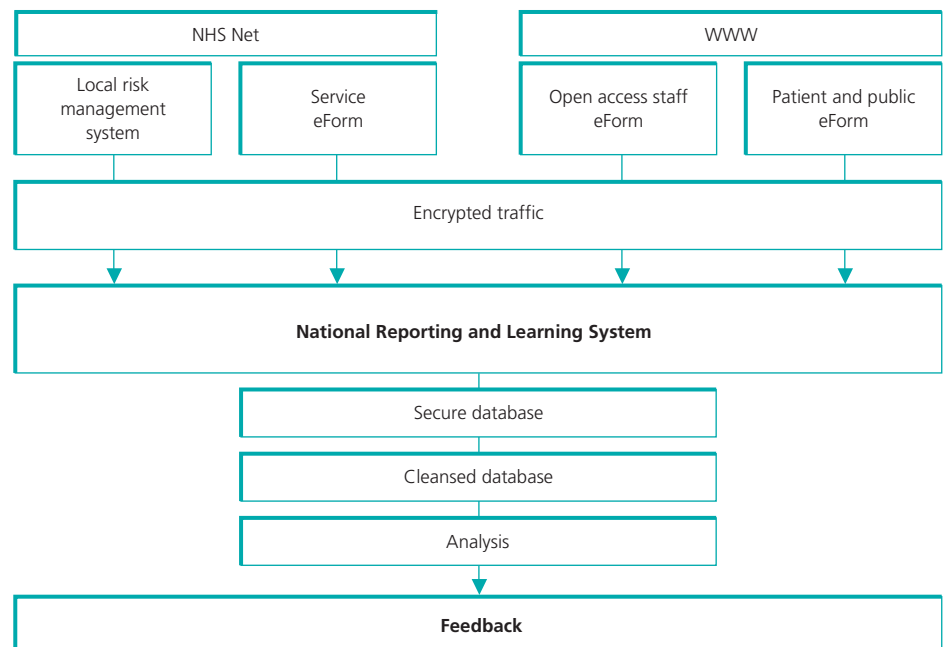 NHS Net
WWW
Local risk
management
system
Service
eForm
Open access staff
eForm
Patient and public
eForm
Encrypted traffic
National Reporting and Learning System
Secure database
Cleansed database
Analysis
Feedback